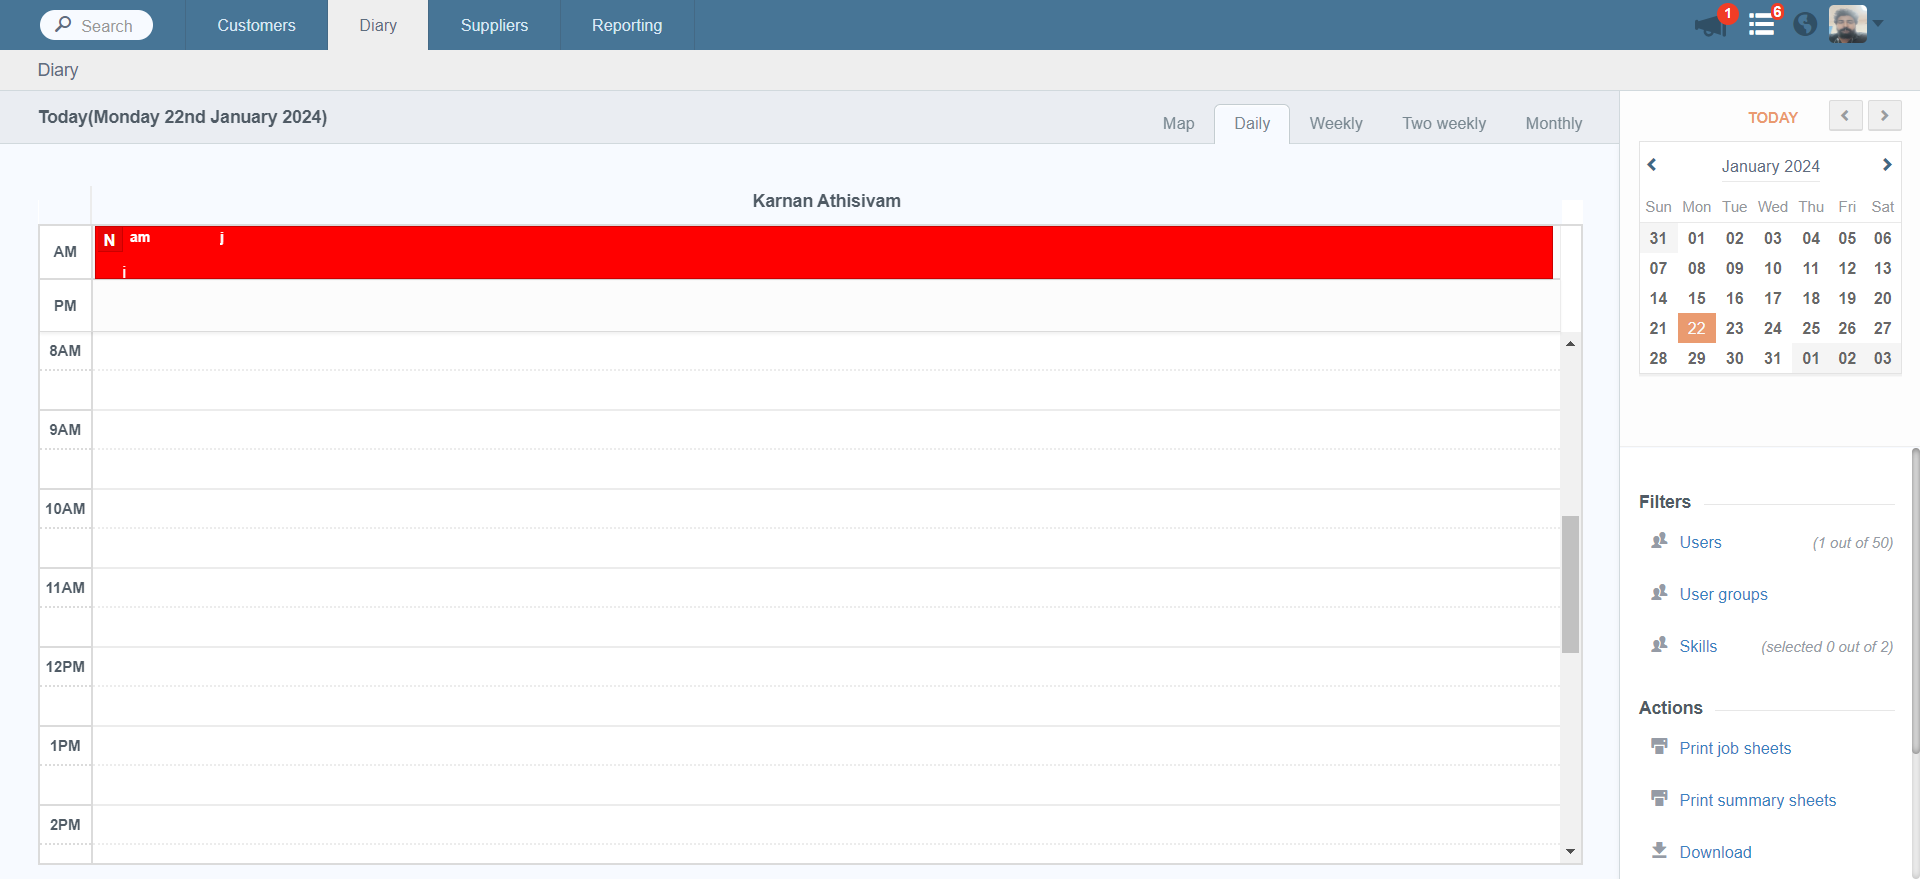 Search
Customers
Diary
Suppliers
Reporting
1
6
Diary
Today(Monday 22nd January 2024)
Map
Daily
Weekly
Two weekly
Monthly
Karnan Athisivam
AM
N am j
i
PM
8AM
9AM
10AM
11AM
12PM
1PM
2PM
TODAY
January 2024
Sun Mon Tue Wed Thu Fri Sat
31 01 02 03 04 05 06
07 08 09 10 11 12 13
14 15 16 17 18 19 20
21 22 23 24 25 26 27
28 29 30 31 01 02 03
Filters
Users (1 out of 50)
User groups
Skills (selected 0 out of 2)
Actions
Print job sheets
Print summary sheets
Download